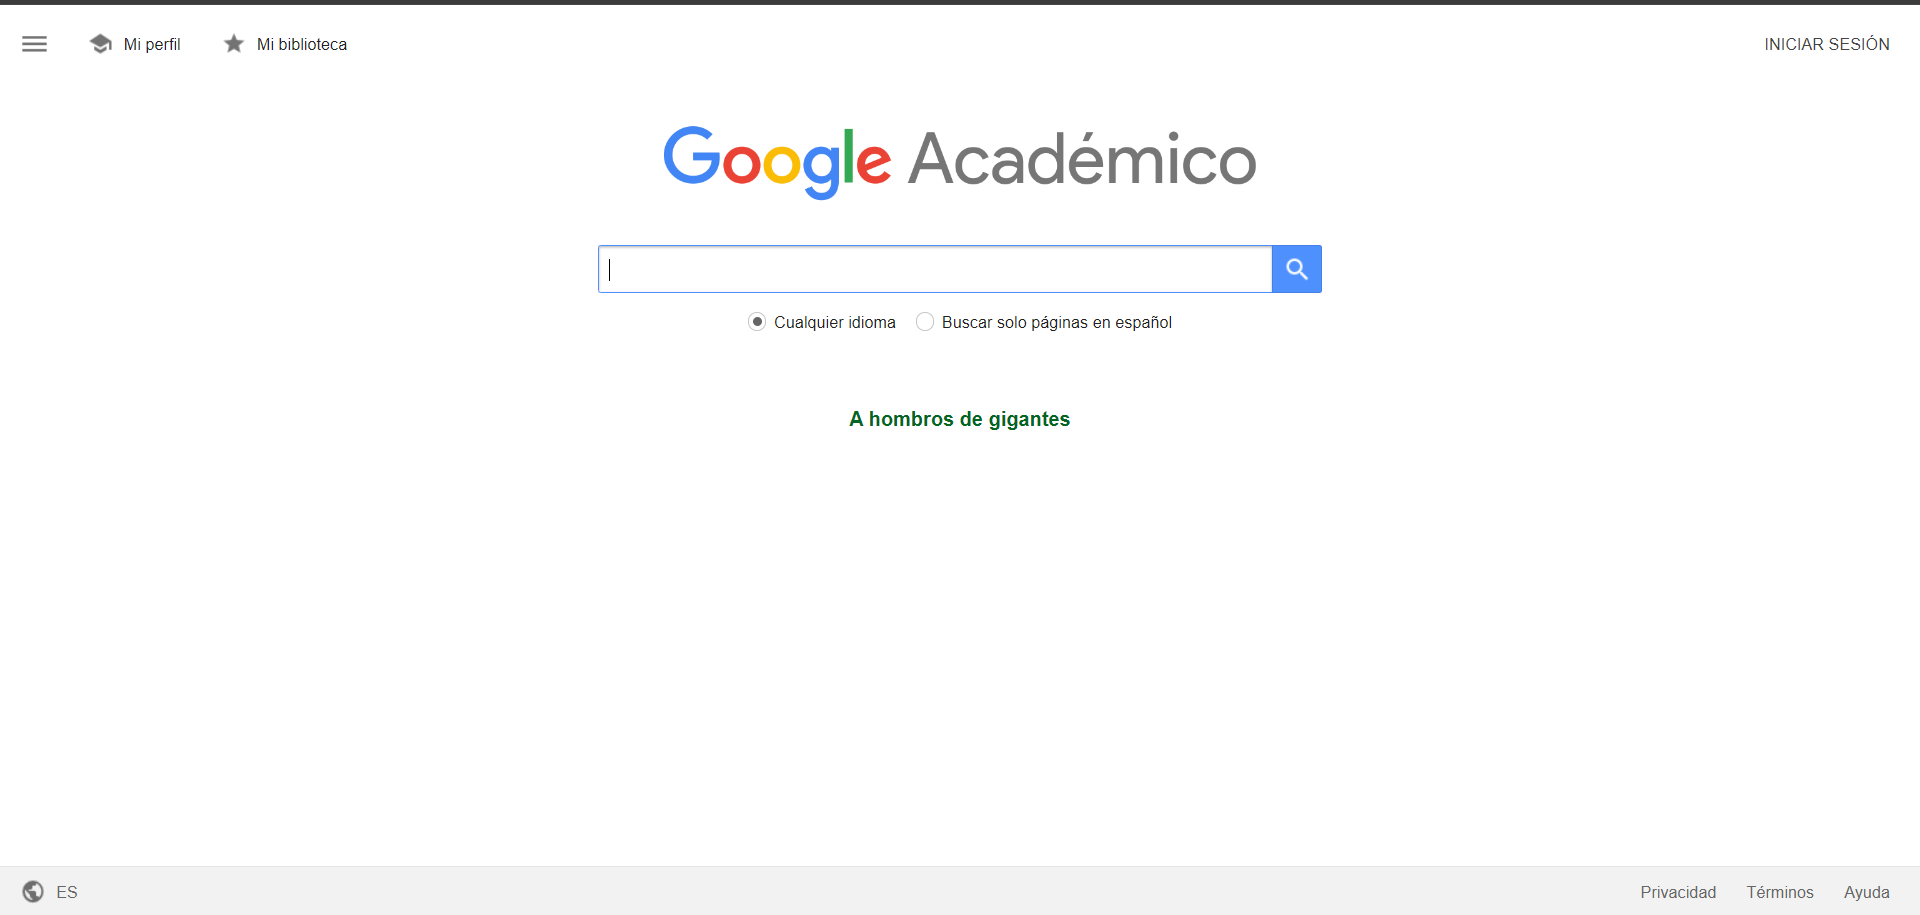 Mi perfil Mi biblioteca INICIAR SESIÓN
Google Académico
Cualquier idioma Buscar solo páginas en español
A hombros de gigantes
ES Privacidad Términos Ayuda